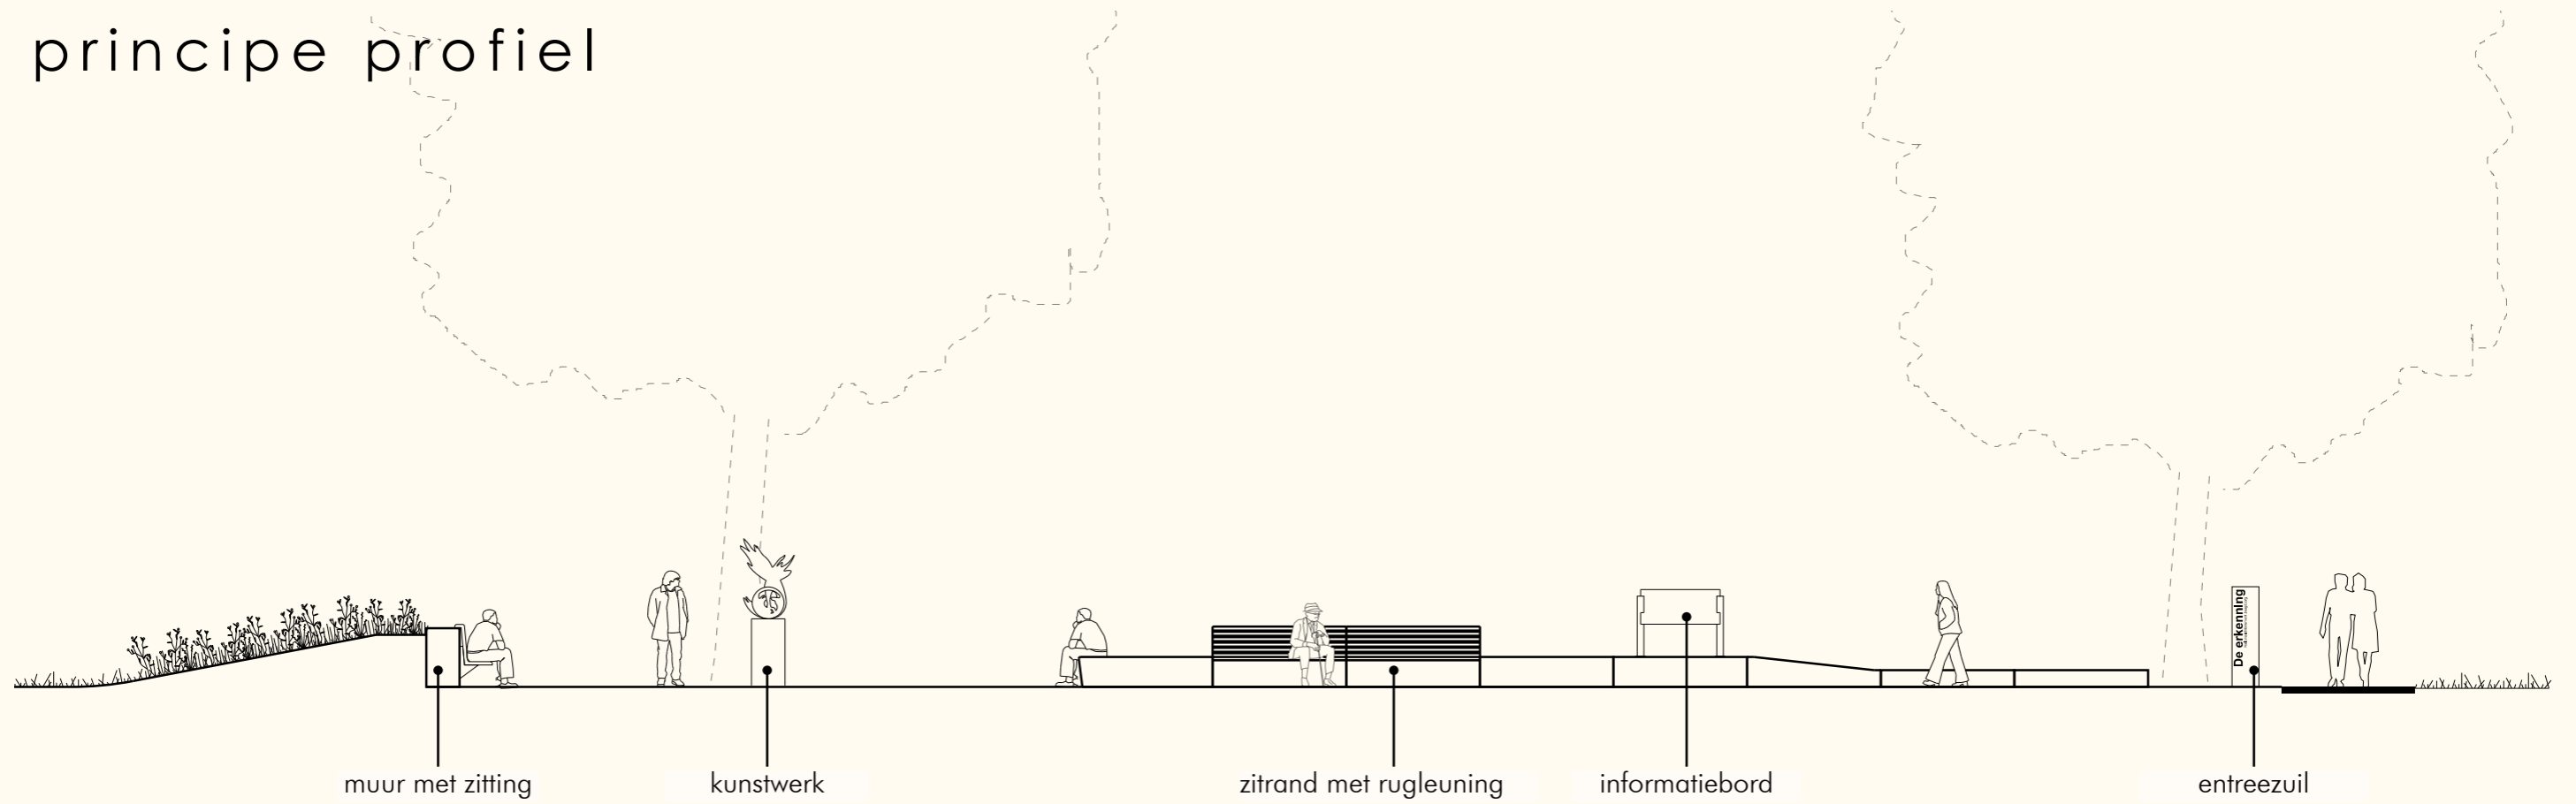 principe profiel
De erkenning
muur met zitting
kunstwerk
zitrand met rugleuning
informatiebord
entreezuil